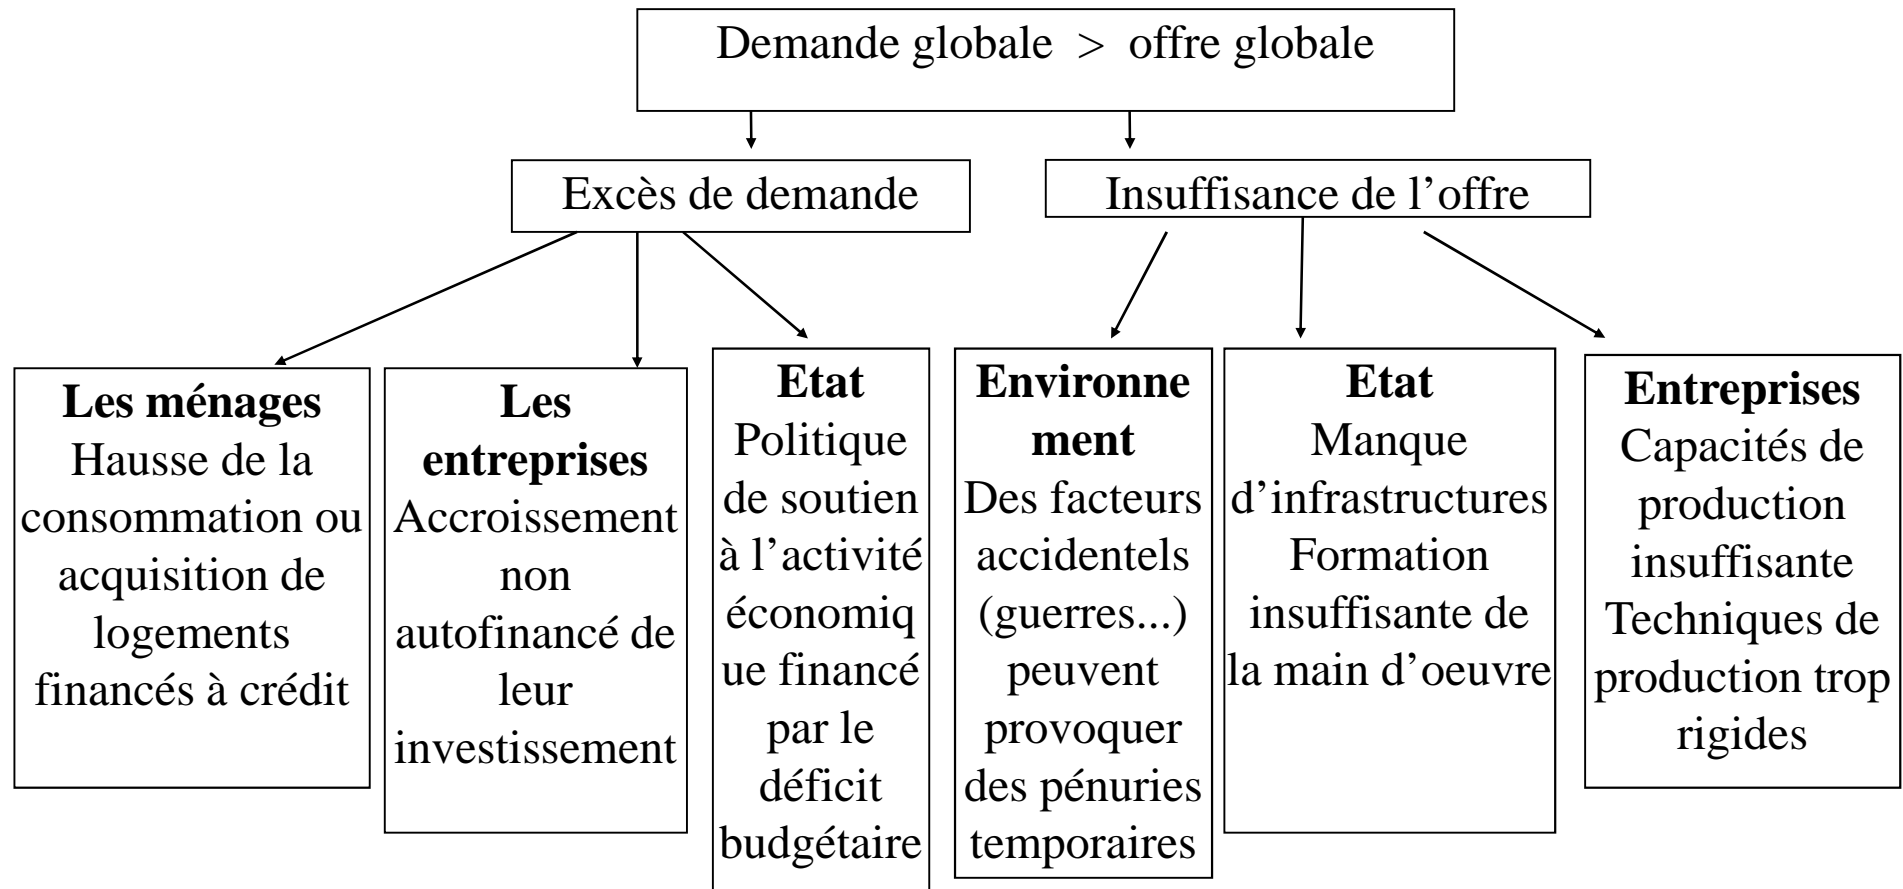 Demande globale > offre globale
Excès de demande
Insuffisance de l’offre
Les ménages
Hausse de la
consommation ou
acquisition de
logements
financés à crédit
Les
entreprises
Accroissement
non
autofinancé de
leur
investissement
Etat
Politique
de soutien
à l’activité
économiq
ue financé
par le
déficit
budgétaire
Environne
ment
Des facteurs
accidentels
(guerres...)
peuvent
provoquer
des pénuries
temporaires
Etat
Manque
d’infrastructures
Formation
insuffisante de
la main d’oeuvre
Entreprises
Capacités de
production
insuffisante
Techniques de
production trop
rigides